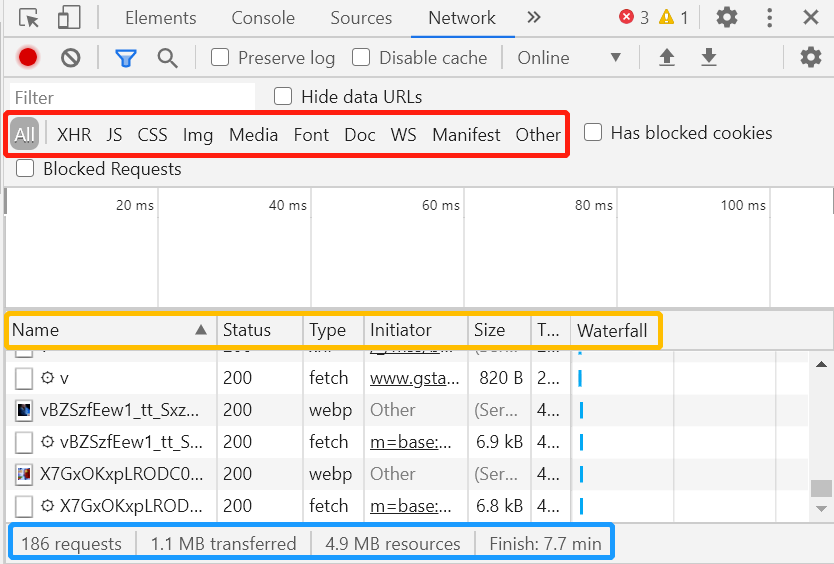 Elements Console Sources Network 3 1
Preserve log Disable cache Online
Filter Hide data URLs
All XHR JS CSS Img Media Font Doc WS Manifest Other Has blocked cookies
Blocked Requests
20 ms 40 ms 60 ms 80 ms 100 ms
Name Status Type Initiator Size T... Waterfall
v 200 fetch www.gsta... 820 B 2...
vBZSzfEew1_tt_Sxz... 200 webp Other (Ser... 4...
vBZSzfEew1_tt_S... 200 fetch m=base:... 6.9 kB 4...
X7GxOKxpLRODC0... 200 webp Other (Ser... 4...
X7GxOKxpLROD... 200 fetch m=base:... 6.8 kB 4...
186 requests 1.1 MB transferred 4.9 MB resources Finish: 7.7 min